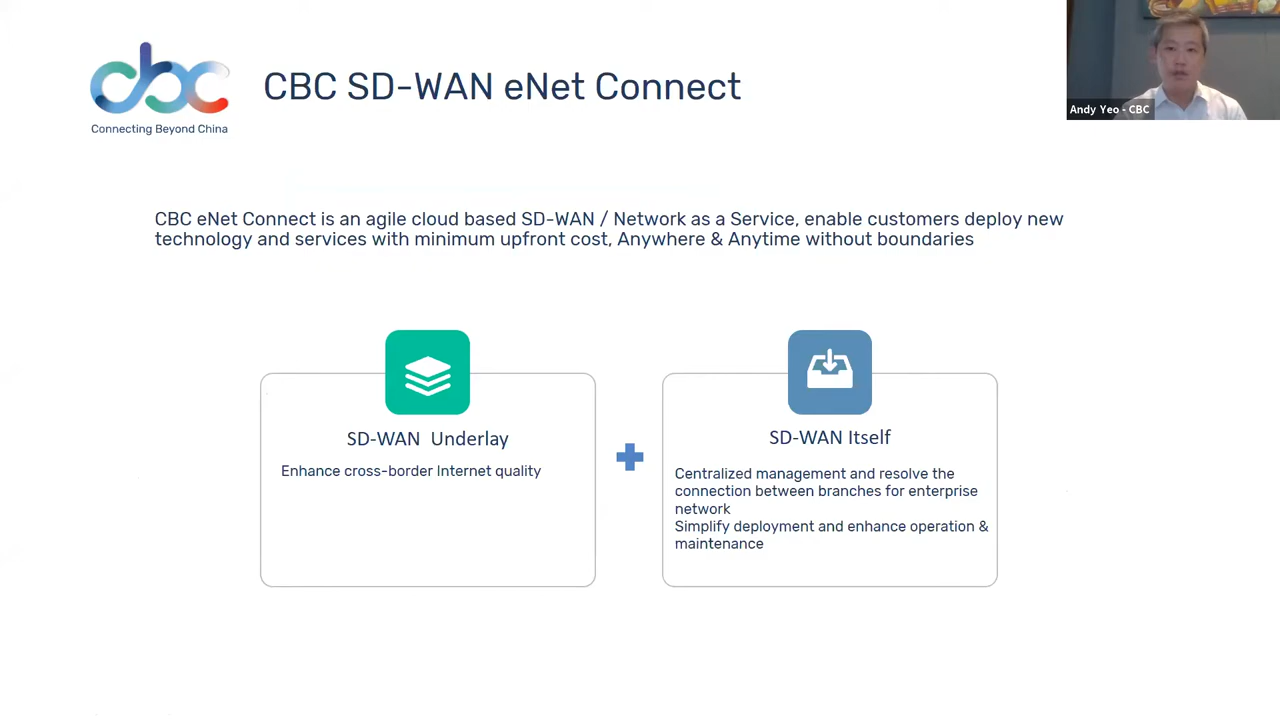 cbc
Connecting Beyond China
CBC SD-WAN eNet Connect
Andy Yeo - CBC
CBC eNet Connect is an agile cloud based SD-WAN / Network as a Service, enable customers deploy new
technology and services with minimum upfront cost, Anywhere & Anytime without boundaries
SD-WAN Underlay
Enhance cross-border Internet quality
SD-WAN Itself
Centralized management and resolve the
connection between branches for enterprise
network
Simplify deployment and enhance operation &
maintenance